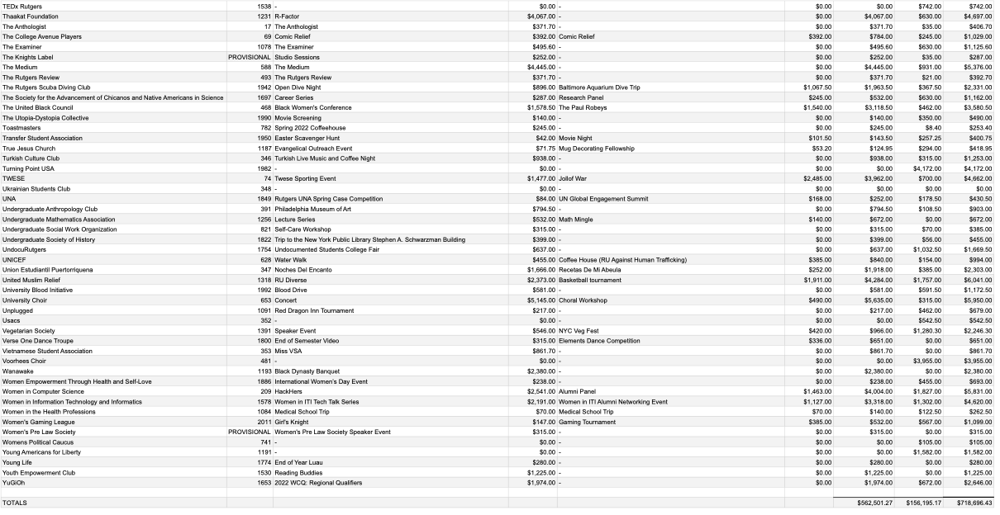 TEDx Rutgers 1538 - $0.00 - $0.00 $0.00 $742.00 $742.00
Thaakat Foundation 1231 R-Factor $4,067.00 - $0.00 $4,067.00 $630.00 $4,697.00
The Anthologist 17 The Anthologist $371.70 - $0.00 $371.70 $35.00 $406.70
The College Avenue Players 69 Comic Relief $392.00 Comic Relief $392.00 $784.00 $245.00 $1,029.00
The Examiner 1078 The Examiner $495.60 - $0.00 $495.60 $630.00 $1,125.60
The Knights Label PROVISIONAL Studio Sessions $252.00 - $0.00 $252.00 $35.00 $287.00
The Medium 588 The Medium $4,445.00 - $0.00 $4,445.00 $931.00 $5,376.00
The Rutgers Review 493 The Rutgers Review $371.70 - $0.00 $371.70 $21.00 $392.70
The Rutgers Scuba Diving Club 1942 Open Dive Night $896.00 Baltimore Aquarium Dive Trip $1,067.50 $1,963.50 $367.50 $2,331.00
The Society for the Advancement of Chicanos and Native Americans in Science 1697 Career Series $287.00 Research Panel $245.00 $532.00 $630.00 $1,162.00
The United Black Council 468 Black Women's Conference $1,578.50 The Paul Robeys $1,540.00 $3,118.50 $462.00 $3,580.50
The Utopia-Dystopia Collective 1990 Movie Screening $140.00 - $0.00 $140.00 $350.00 $490.00
Toastmasters 782 Spring 2022 Coffeehouse $245.00 - $0.00 $245.00 $8.40 $253.40
Transfer Student Association 1950 Easter Scavenger Hunt $42.00 Movie Night $101.50 $143.50 $257.25 $400.75
True Jesus Church 1187 Evangelical Outreach Event $71.75 Mug Decorating Fellowship $53.20 $124.95 $294.00 $418.95
Turkish Culture Club 346 Turkish Live Music and Coffee Night $938.00 - $0.00 $938.00 $315.00 $1,253.00
Turning Point USA 1982 - $0.00 - $0.00 $0.00 $4,172.00 $4,172.00
TWESE 74 Twese Sporting Event $1,477.00 Jollof War $2,485.00 $3,962.00 $700.00 $4,662.00
Ukrainian Students Club 348 - $0.00 - $0.00 $0.00 $0.00 $0.00
UNA 1849 Rutgers UNA Spring Case Competition $84.00 UN Global Engagement Summit $168.00 $252.00 $178.50 $430.50
Undergraduate Anthropology Club 391 Philadelphia Museum of Art $794.50 - $0.00 $794.50 $108.50 $903.00
Undergraduate Mathematics Association 1256 Lecture Series $532.00 Math Mingle $140.00 $672.00 $0.00 $672.00
Undergraduate Social Work Organization 821 Self-Care Workshop $315.00 - $0.00 $315.00 $70.00 $385.00
Undergraduate Society of History 1822 Trip to the New York Public Library Stephen A. Schwarzman Building $399.00 - $0.00 $399.00 $56.00 $455.00
UndocuRutgers 1754 Undocumented Students College Fair $637.00 - $0.00 $637.00 $1,032.50 $1,669.50
UNICEF 628 Water Walk $455.00 Coffee House (RU Against Human Trafficking) $385.00 $840.00 $154.00 $994.00
Union Estudiantil Puertorriquena 347 Noches Del Encanto $1,666.00 Recetas De Mi Abeula $252.00 $1,918.00 $385.00 $2,303.00
United Muslim Relief 1318 RU Diverse $2,373.00 Basketball tournament $1,911.00 $4,284.00 $1,757.00 $6,041.00
University Blood Initiative 1992 Blood Drive $581.00 - $0.00 $581.00 $591.50 $1,172.50
University Choir 653 Concert $5,145.00 Choral Workshop $490.00 $5,635.00 $315.00 $5,950.00
Unplugged 1091 Red Dragon Inn Tournament $217.00 - $0.00 $217.00 $462.00 $679.00
Usacs 352 - $0.00 - $0.00 $0.00 $542.50 $542.50
Vegetarian Society 1391 Speaker Event $546.00 NYC Veg Fest $420.00 $966.00 $1,280.30 $2,246.30
Verse One Dance Troupe 1800 End of Semester Video $315.00 Elements Dance Competition $336.00 $651.00 $0.00 $651.00
Vietnamese Student Association 353 Miss VSA $861.70 - $0.00 $861.70 $0.00 $861.70
Voorhees Choir 481 - $0.00 - $0.00 $0.00 $3,955.00 $3,955.00
Wanawake 1193 Black Dynasty Banquet $2,380.00 - $0.00 $2,380.00 $0.00 $2,380.00
Women Empowerment Through Health and Self-Love 1886 International Women's Day Event $238.00 - $0.00 $238.00 $455.00 $693.00
Women in Computer Science 209 HackHers $2,541.00 Alumni Panel $1,463.00 $4,004.00 $1,827.00 $5,831.00
Women in Information Technology and Informatics 1578 Women in ITI Tech Talk Series $2,191.00 Women in ITI Alumni Networking Event $1,127.00 $3,318.00 $1,302.00 $4,620.00
Women in the Health Professions 1084 Medical School Trip $70.00 Medical School Trip $70.00 $140.00 $122.50 $262.50
Women's Gaming League 2011 Girl's Knight $147.00 Gaming Tournament $385.00 $532.00 $567.00 $1,099.00
Women's Pre Law Society PROVISIONAL Women's Pre Law Society Speaker Event $315.00 - $0.00 $315.00 $0.00 $315.00
Womens Political Caucus 741 - $0.00 - $0.00 $0.00 $105.00 $105.00
Young Americans for Liberty 1191 - $0.00 - $0.00 $0.00 $1,582.00 $1,582.00
Young Life 1774 End of Year Luau $280.00 - $0.00 $280.00 $0.00 $280.00
Youth Empowerment Club 1530 Reading Buddies $1,225.00 - $0.00 $1,225.00 $0.00 $1,225.00
YuGiOh 1653 2022 WCQ: Regional Qualifiers $1,974.00 - $0.00 $1,974.00 $672.00 $2,646.00
TOTALS $562,501.27 $156,195.17 $718,696.43